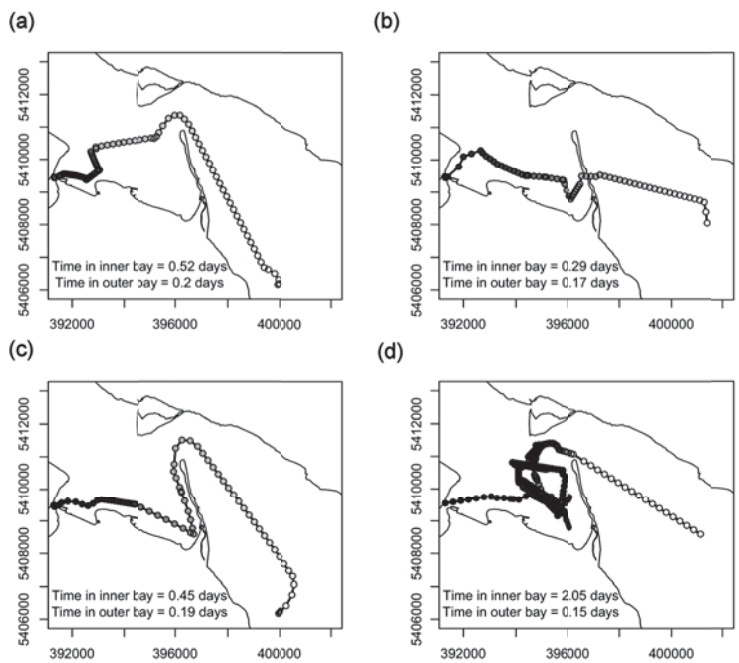 (a)
(b)
5412000
5410000
5408000
5406000
Time in inner bay = 0.52 days
Time in outer bay = 0.2 days
392000 396000 400000
5412000
5410000
5408000
5406000
Time in inner bay = 0.29 days
Time in outer bay = 0.17 days
392000 396000 400000
(c)
(d)
5412000
5410000
5408000
5406000
Time in inner bay = 0.45 days
Time in outer bay = 0.19 days
392000 396000 400000
5412000
5410000
5408000
5406000
Time in inner bay = 2.05 days
Time in outer bay = 0.15 days
392000 396000 400000